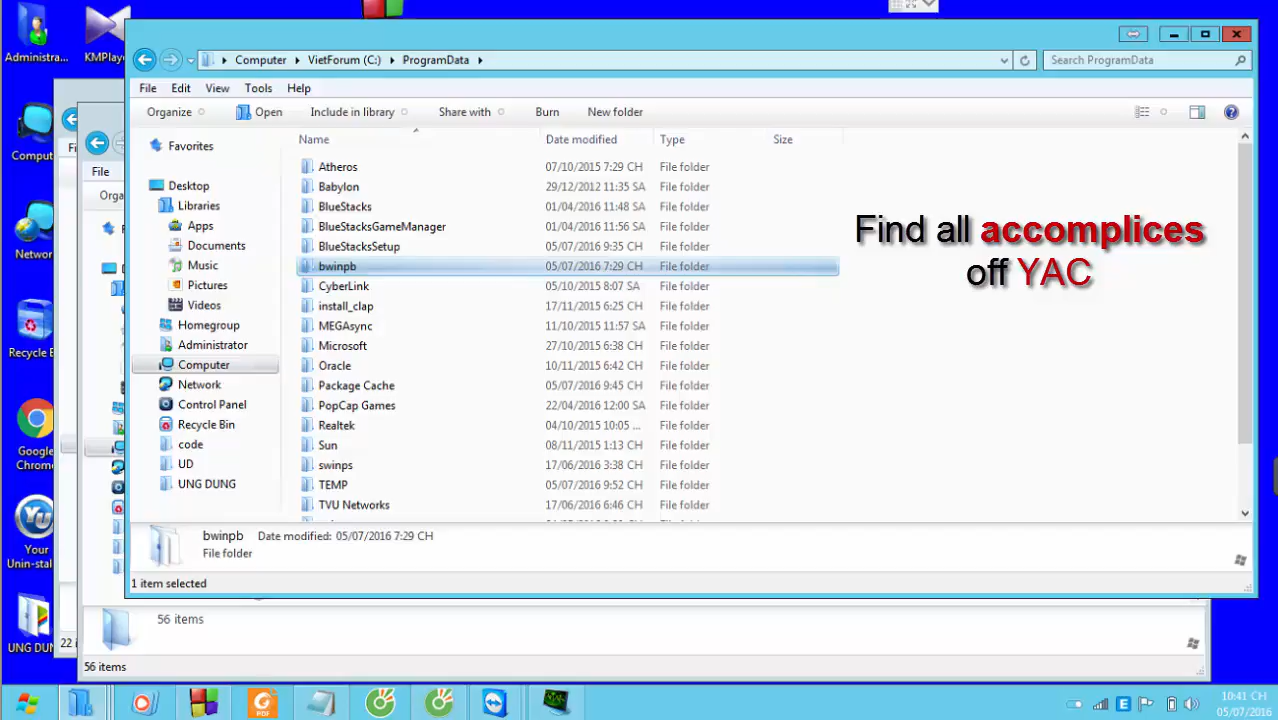 Administra...
KMPlaye
Comput
Networ
Recycle B
Google
Chrom
Your
Unin-stal
UNG DUN
Computer
VietForum (C:)
ProgramData
Search ProgramData
File
Edit
View
Tools
Help
Organize
Open
Include in library
Share with
Burn
New folder
File
Orga
Favorites
Desktop
Libraries
Apps
Documents
Music
Pictures
Videos
Homegroup
Administrator
Computer
Network
Control Panel
Recycle Bin
code
UD
UNG DUNG
Name Date modified Type Size
Atheros 07/10/2015 7:29 CH File folder
Babylon 29/12/2012 11:35 SA File folder
BlueStacks 01/04/2016 11:48 SA File folder
BlueStacksGameManager 01/04/2016 11:56 SA File folder
BlueStacksSetup 05/07/2016 9:35 CH File folder
bwinpb 05/07/2016 7:29 CH File folder
CyberLink 05/10/2015 8:07 SA File folder
install_clap 17/11/2015 6:25 CH File folder
MEGAsync 11/10/2015 11:57 SA File folder
Microsoft 27/10/2015 6:38 CH File folder
Oracle 10/11/2015 6:42 CH File folder
Package Cache 05/07/2016 9:45 CH File folder
PopCap Games 22/04/2016 12:00 SA File folder
Realtek 04/10/2015 10:05 ... File folder
Sun 08/11/2015 1:13 CH File folder
swinps 17/06/2016 3:38 CH File folder
TEMP 05/07/2016 9:52 CH File folder
TVU Networks 17/06/2016 6:46 CH File folder
Find all accomplices
off YAC
bwinpb Date modified: 05/07/2016 7:29 CH
File folder
1 item selected
56 items
22 i
56 items
PDF
10:41 CH
05/07/2016